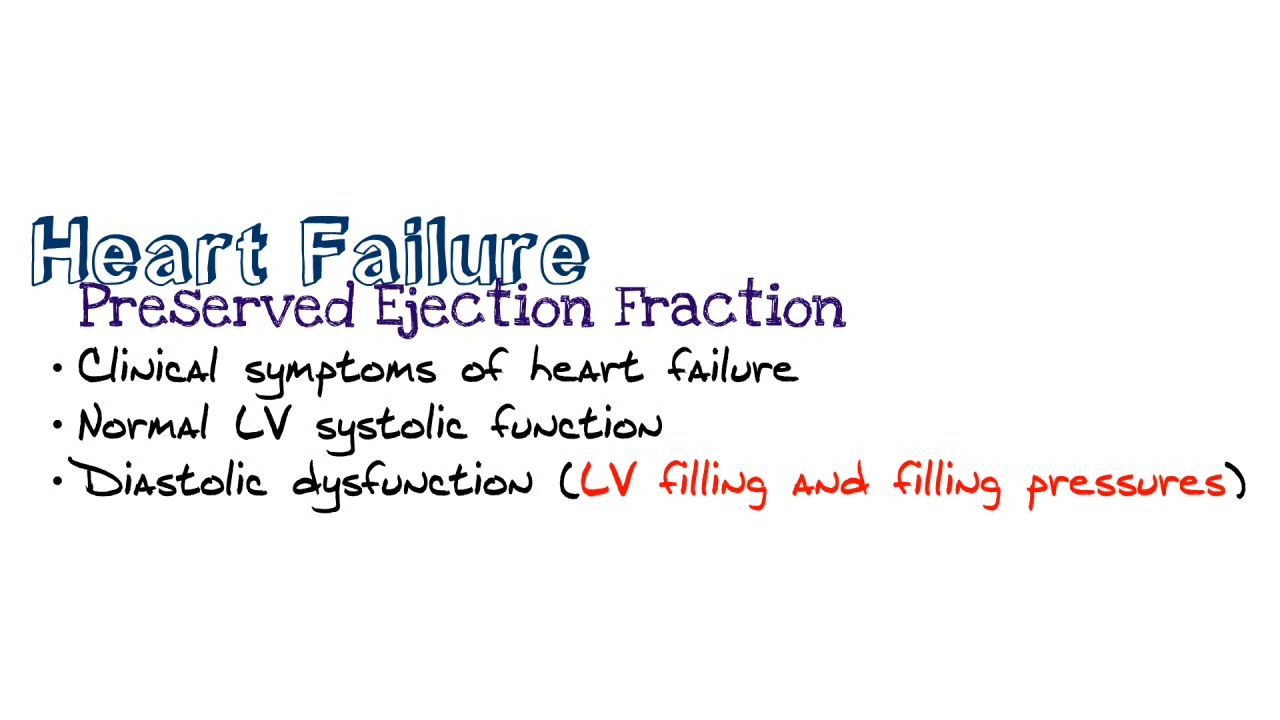 Heart Failure
Preserved Ejection Fraction
• Clinical symptoms of heart failure
• Normal LV systolic function
• Diastolic dysfunction (LV filling and filling pressures)